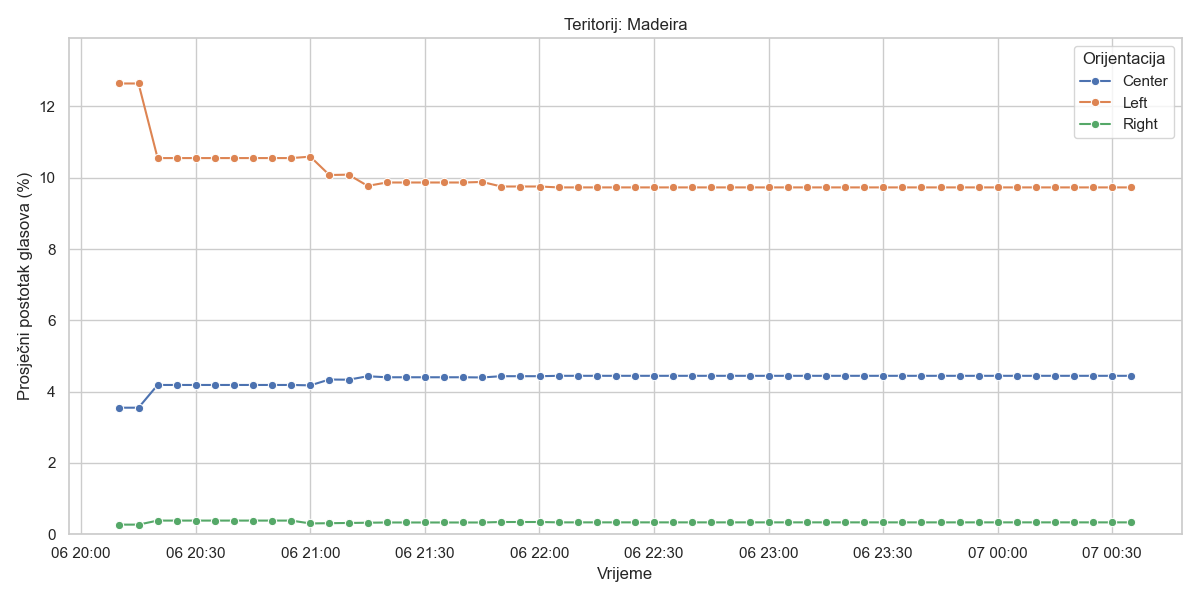 Teritorij: Madeira
Orijentacija
Center
Left
Right
Prosječni postotak glasova (%)
12
10
8
6
4
2
0
06 20:00 06 20:30 06 21:00 06 21:30 06 22:00 06 22:30 06 23:00 06 23:30 07 00:00 07 00:30
Vrijeme